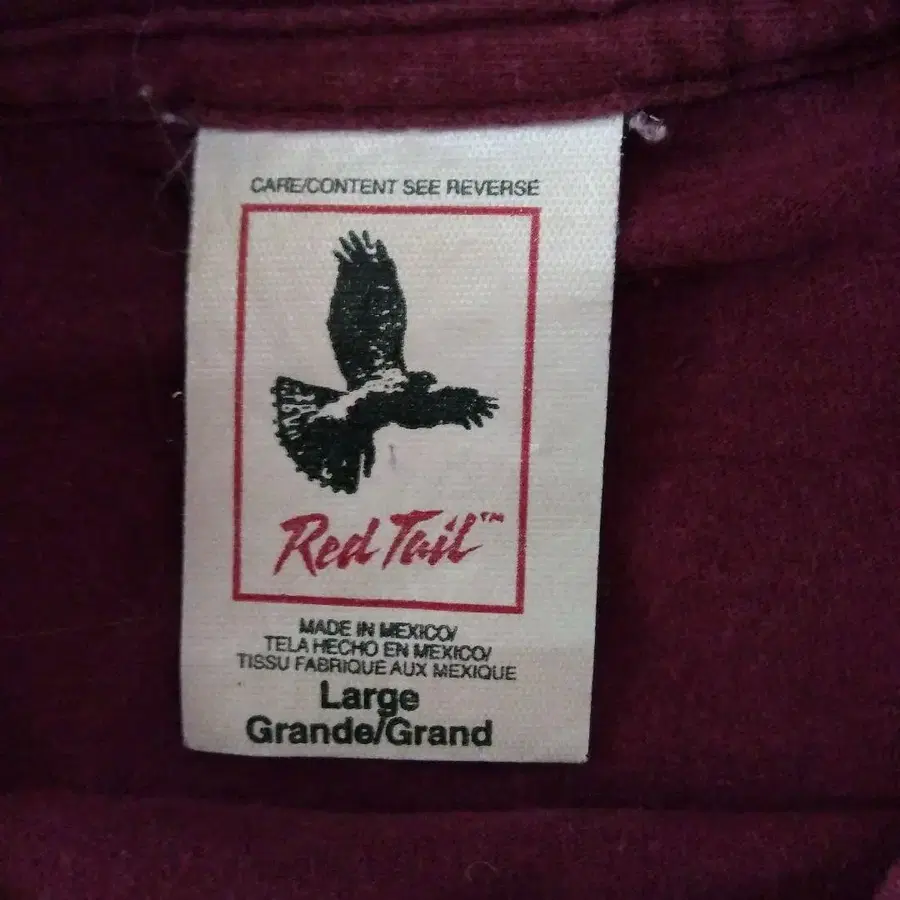 CARE/CONTENT SEE REVERSE
Red Tail™
MADE IN MEXICO/
TELA HECHO EN MEXICO/
TISSU FABRIQUE AUX MEXIQUE
Large
Grande/Grand